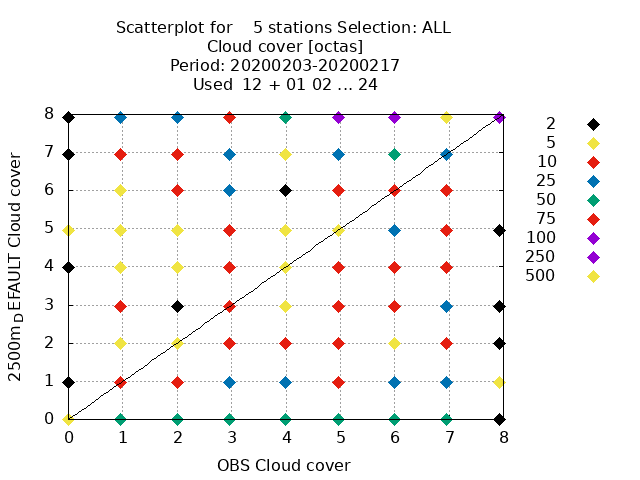 Scatterplot for 5 stations Selection: ALL
Cloud cover [octas]
Period: 20200203-20200217
Used 12 + 01 02 ... 24
8
7
6
5
4
3
2
1
0
2500m_DEFAULT Cloud cover
0 1 2 3 4 5 6 7 8
OBS Cloud cover
2
5
10
25
50
75
100
250
500